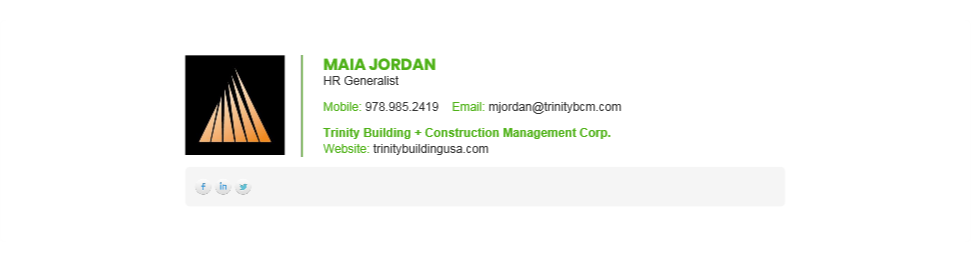 MAIA JORDAN
HR Generalist
Mobile: 978.985.2419 Email: mjordan@trinitybcm.com
Trinity Building + Construction Management Corp.
Website: trinitybuildingusa.com
f in